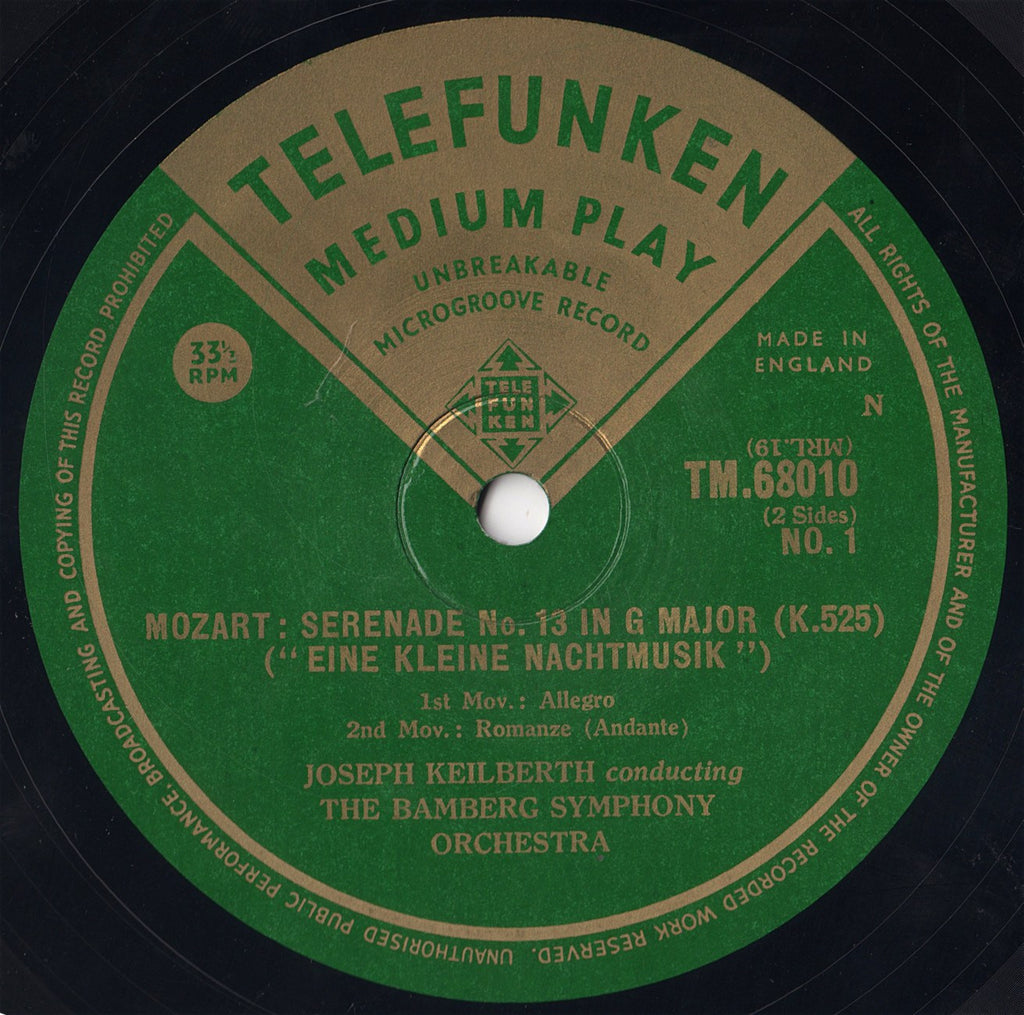 TELEFUNKEN
MEDIUM PLAY
UNBREAKABLE
MICROGROOVE RECORD
TELE
FUN
KEN
33⅓
RPM
MADE IN
ENGLAND
N
(MRL.19)
TM.68010
(2 Sides)
NO. 1
MOZART: SERENADE No. 13 IN G MAJOR (K.525)
("EINE KLEINE NACHTMUSIK")
1st Mov.: Allegro
2nd Mov.: Romanze (Andante)
JOSEPH KEILBERTH conducting
THE BAMBERG SYMPHONY
ORCHESTRA
ALL RIGHTS OF THE MANUFACTURER AND OF THE OWNER OF THE RECORDED WORK RESERVED. UNAUTHORISED PUBLIC PERFORMANCE, BROADCASTING AND COPYING OF THIS RECORD PROHIBITED